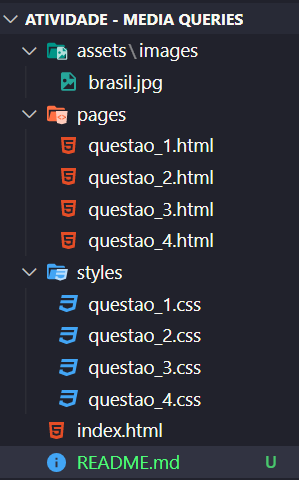 ATIVIDADE - MEDIA QUERIES
assets\images
brasil.jpg
pages
questao_1.html
questao_2.html
questao_3.html
questao_4.html
styles
questao_1.css
questao_2.css
questao_3.css
questao_4.css
index.html
README.md U